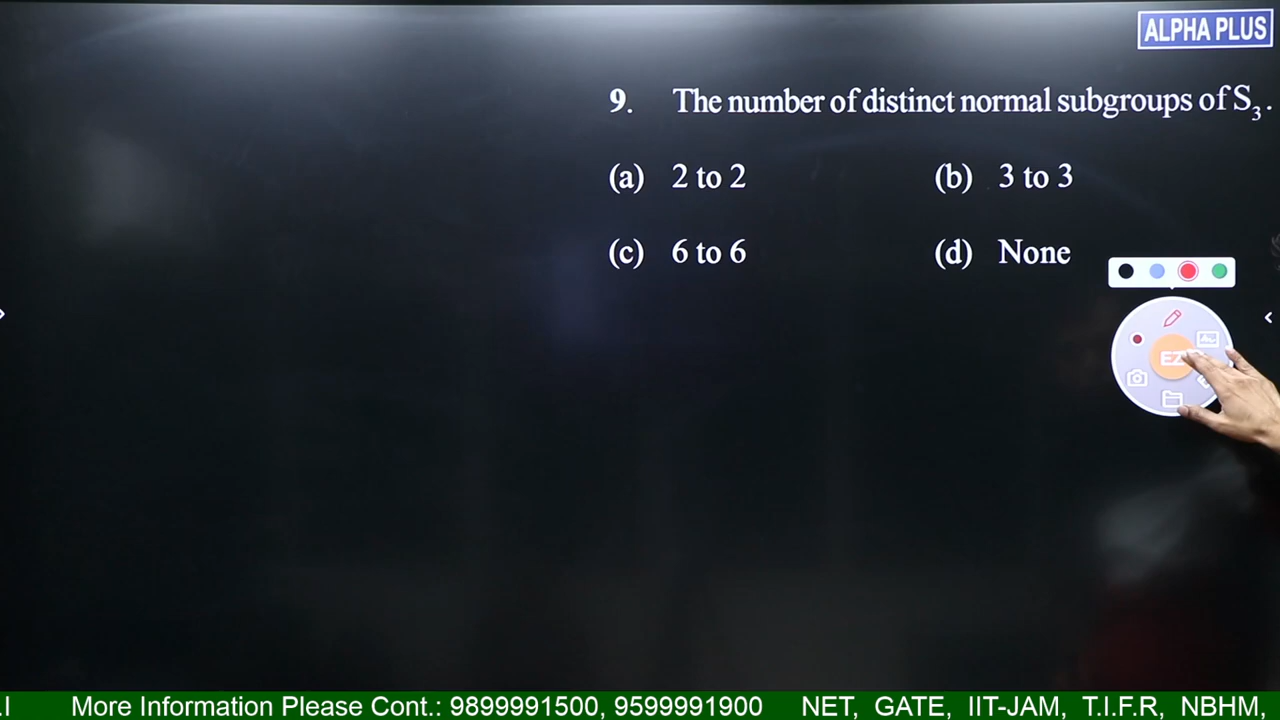 ALPHA PLUS
9. The number of distinct normal subgroups of S₃.
(a) 2 to 2 (b) 3 to 3
(c) 6 to 6 (d) None
EZ
.I More Information Please Cont.: 9899991500, 9599991900 NET, GATE, IIT-JAM, T.I.F.R, NBHM,